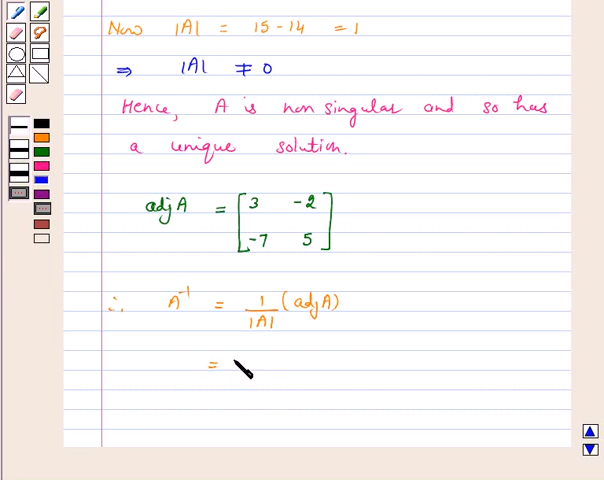 Now |A| = 15-14 = 1
⇒ |A| ≠ 0
Hence, A is non singular and so has
a unique solution.
adj A = [3 -2
-7 5]
∴ A⁻¹ = 1/|A| (adj A)
=